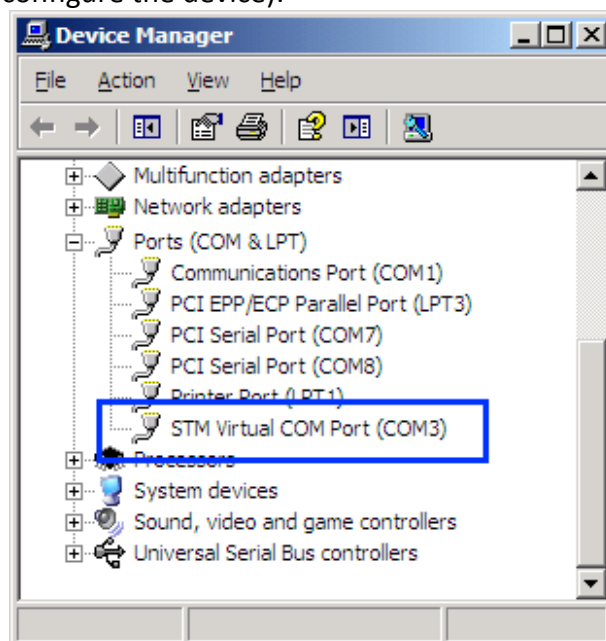 configure the device).
Device Manager
File Action View Help
Multifunction adapters
Network adapters
Ports (COM & LPT)
Communications Port (COM1)
PCI EPP/ECP Parallel Port (LPT3)
PCI Serial Port (COM7)
PCI Serial Port (COM8)
Printer Port (LPT1)
STM Virtual COM Port (COM3)
Processors
System devices
Sound, video and game controllers
Universal Serial Bus controllers